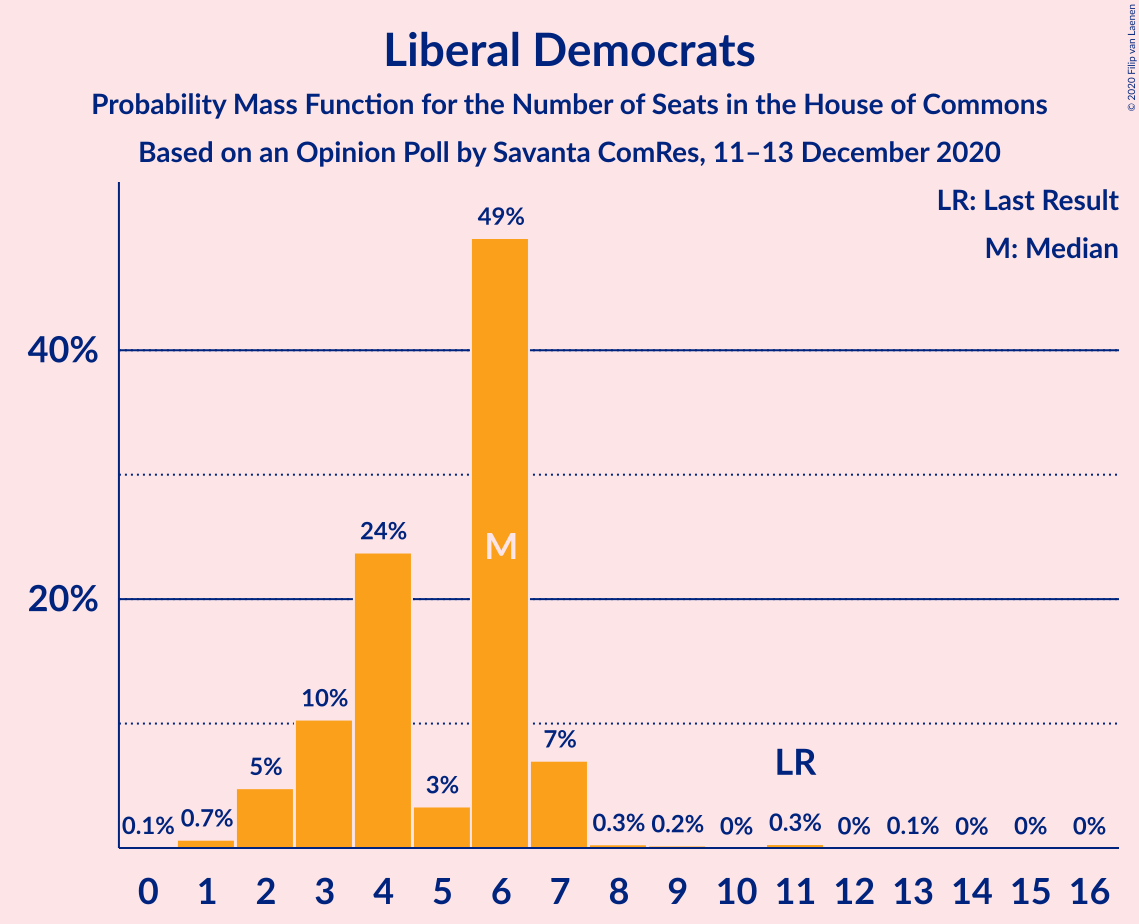 Liberal Democrats
Probability Mass Function for the Number of Seats in the House of Commons
Based on an Opinion Poll by Savanta ComRes, 11–13 December 2020
© 2020 Filip van Laenen
LR: Last Result
M: Median
49%
40%
24%
M
20%
10%
7%
5%
3%
LR
0.1% 0.7% 0.3% 0.2% 0% 0.3% 0% 0.1% 0% 0% 0%
0 1 2 3 4 5 6 7 8 9 10 11 12 13 14 15 16